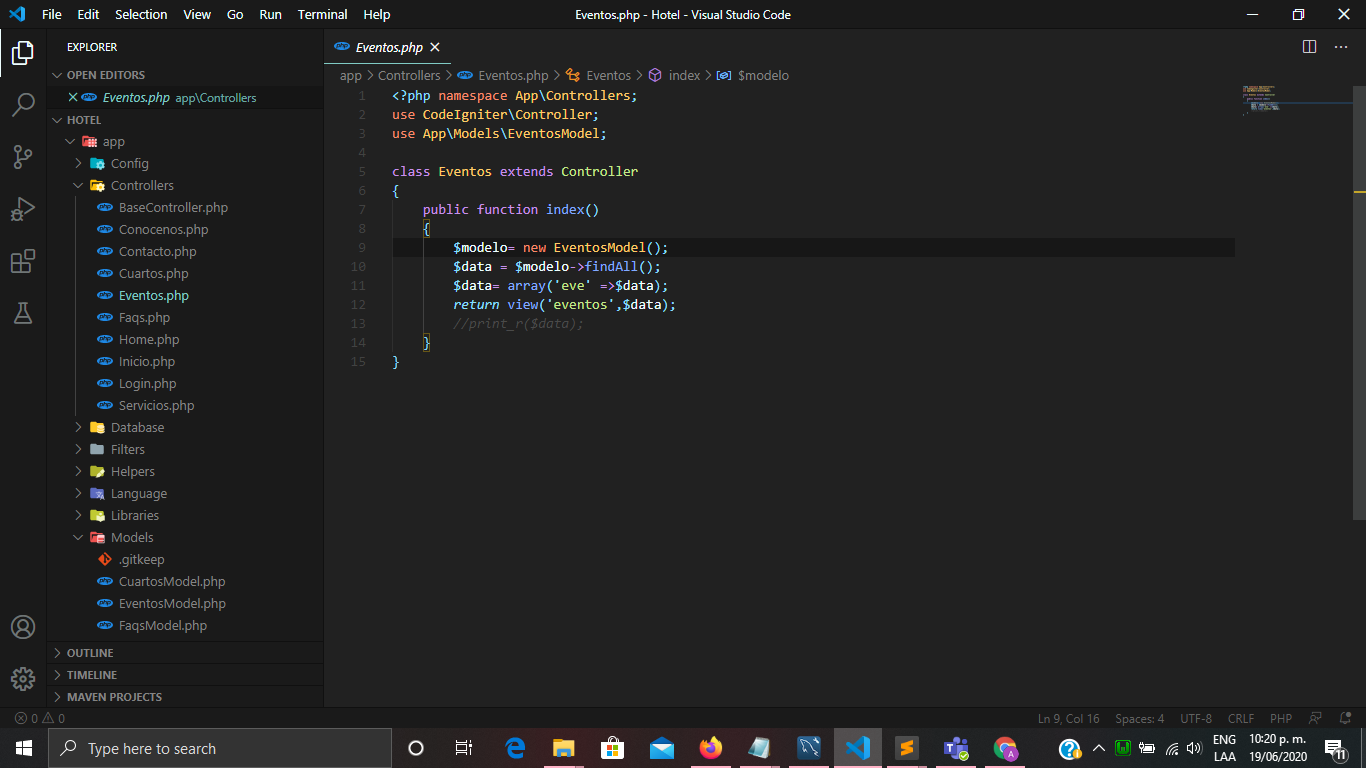 File Edit Selection View Go Run Terminal Help
Eventos.php - Hotel - Visual Studio Code
EXPLORER
OPEN EDITORS
Eventos.php app\Controllers
HOTEL
app
Config
Controllers
BaseController.php
Conocenos.php
Contacto.php
Cuartos.php
Eventos.php
Faqs.php
Home.php
Inicio.php
Login.php
Servicios.php
Database
Filters
Helpers
Language
Libraries
Models
.gitkeep
CuartosModel.php
EventosModel.php
FaqsModel.php
OUTLINE
TIMELINE
MAVEN PROJECTS
Eventos.php
app > Controllers > Eventos.php > Eventos > index > $modelo
1 <?php namespace App\Controllers;
2 use CodeIgniter\Controller;
3 use App\Models\EventosModel;
4
5 class Eventos extends Controller
6 {
7 public function index()
8 {
9 $modelo= new EventosModel();
10 $data = $modelo->findAll();
11 $data= array('eve' =>$data);
12 return view('eventos',$data);
13 //print_r($data);
14 }
15 }
0 0
Ln 9, Col 16 Spaces: 4 UTF-8 CRLF PHP
Type here to search
A
ENG
LAA
10:20 p. m.
19/06/2020
11